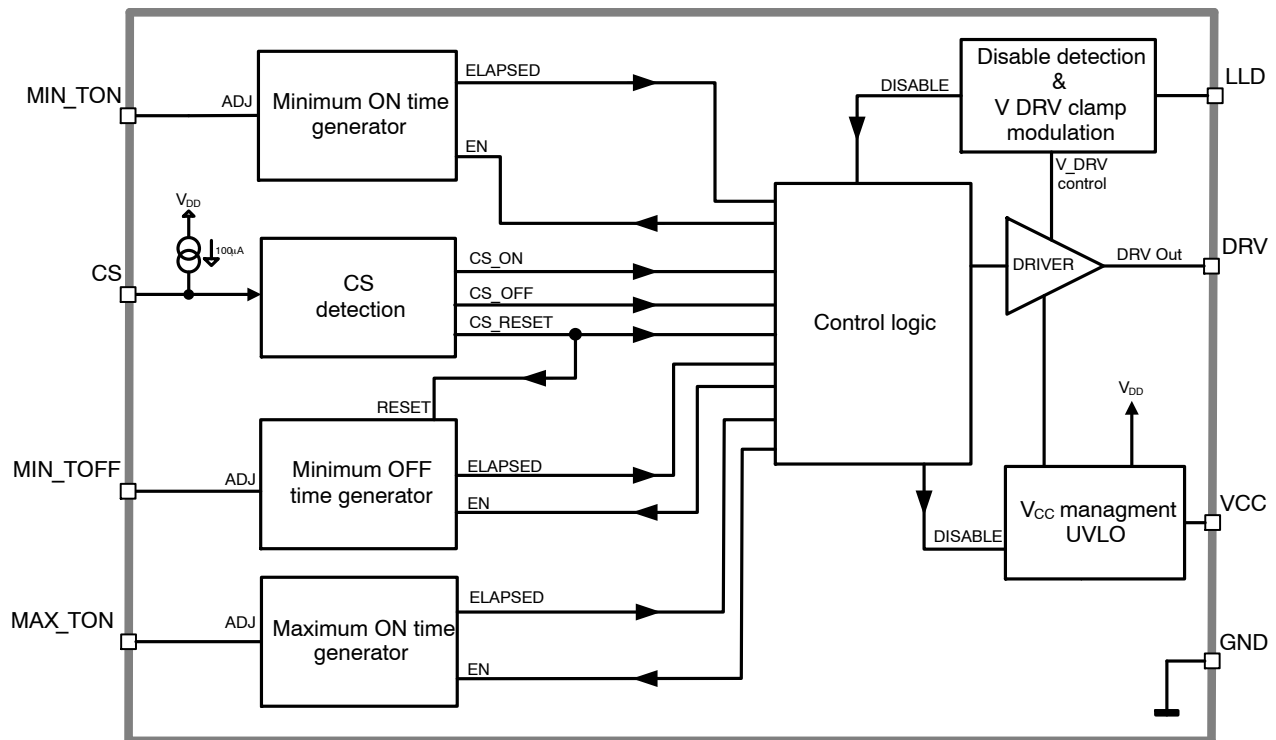 MIN_TON
ADJ
Minimum ON time
generator
ELAPSED
EN
DISABLE
Disable detection
&
V DRV clamp
modulation
LLD
V_DRV
control
VDD
100µA
CS
CS
detection
CS_ON
CS_OFF
CS_RESET
Control logic
DRIVER
DRV Out
DRV
RESET
MIN_TOFF
ADJ
Minimum OFF
time generator
ELAPSED
EN
VDD
DISABLE
VCC managment
UVLO
VCC
MAX_TON
ADJ
Maximum ON time
generator
ELAPSED
EN
GND